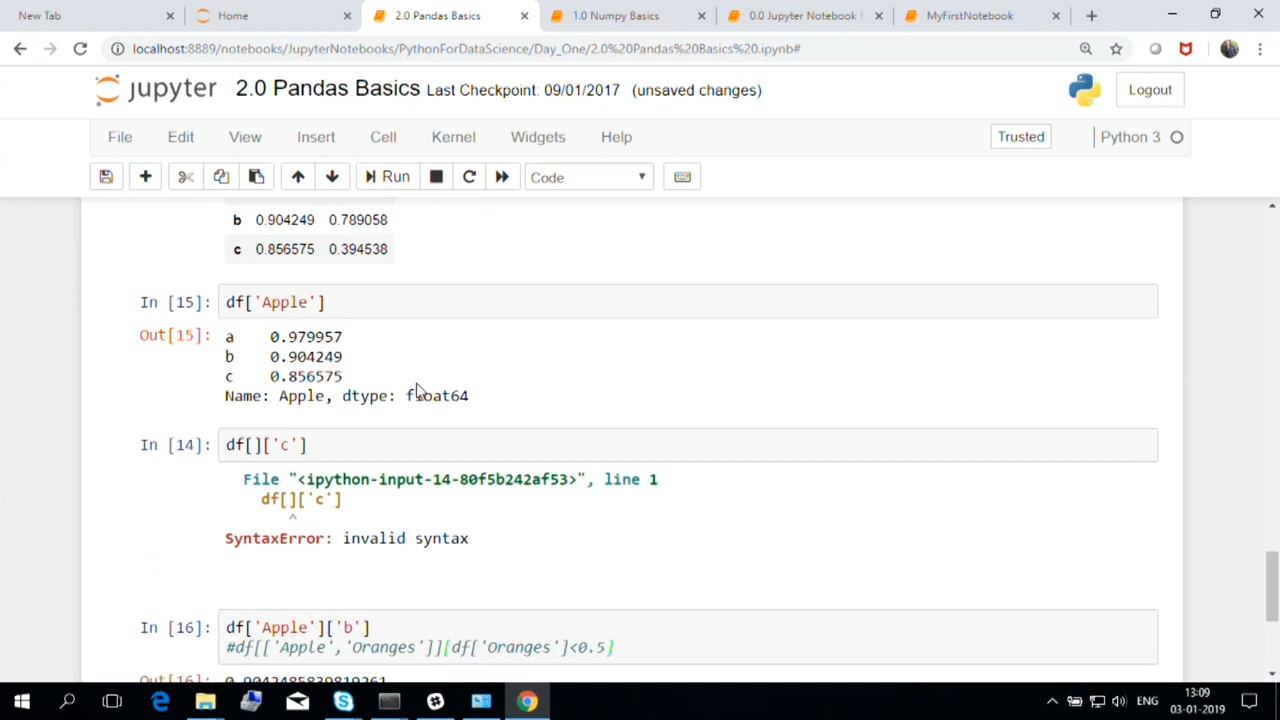 New Tab
Home
2.0 Pandas Basics
1.0 Numpy Basics
0.0 Jupyter Notebook
MyFirstNotebook
localhost:8889/notebooks/JupyterNotebooks/PythonForDataScience/Day_One/2.0%20Pandas%20Basics%20.ipynb#
jupyter 2.0 Pandas Basics Last Checkpoint: 09/01/2017 (unsaved changes)
Logout
File Edit View Insert Cell Kernel Widgets Help
Trusted
Python 3
Run
Code
b 0.904249 0.789058
c 0.856575 0.394538
In [15]: df['Apple']
Out[15]: a 0.979957
b 0.904249
c 0.856575
Name: Apple, dtype: float64
In [14]: df[]['c']
File "<ipython-input-14-80f5b242af53>", line 1
df[]['c']
^
SyntaxError: invalid syntax
In [16]: df['Apple']['b']
#df[['Apple','Oranges']][df['Oranges']<0.5]
Out[16]: 0.9042485839819261
ENG
13:09
03-01-2019